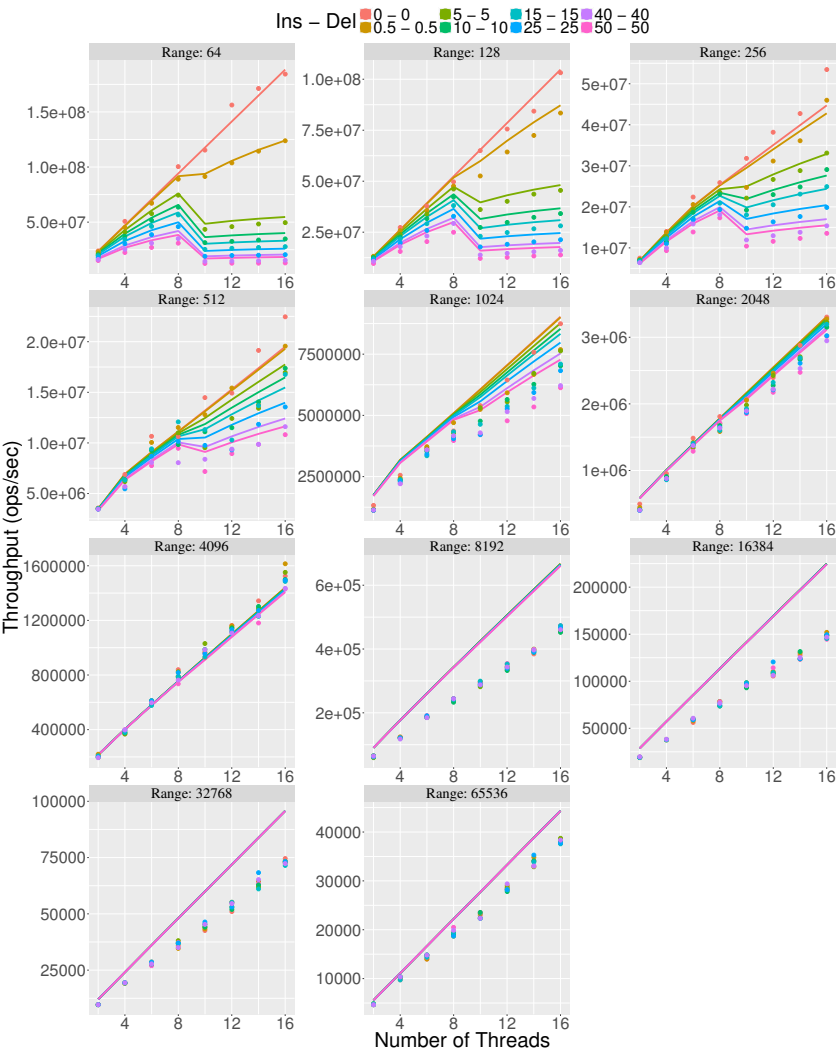 Ins − Del 0 − 0 5 − 5 15 − 15 40 − 40
0.5 − 0.5 10 − 10 25 − 25 50 − 50
Range: 64 Range: 128 Range: 256
1.5e+08 1.0e+08 5e+07
1.0e+08 7.5e+07 4e+07
5.0e+07 5.0e+07 3e+07
2.5e+07 2e+07
1e+07
4 8 12 16 4 8 12 16 4 8 12 16
Range: 512 Range: 1024 Range: 2048
2.0e+07 7500000 3e+06
1.5e+07 5000000 2e+06
1.0e+07 2500000 1e+06
5.0e+06
4 8 12 16 4 8 12 16 4 8 12 16
Throughput (ops/sec)
Range: 4096 Range: 8192 Range: 16384
1600000 6e+05 200000
1200000 4e+05 150000
800000 2e+05 100000
400000 50000
4 8 12 16 4 8 12 16 4 8 12 16
Range: 32768 Range: 65536
100000 40000
75000 30000
50000 20000
25000 10000
4 8 12 16 4 8 12 16
Number of Threads